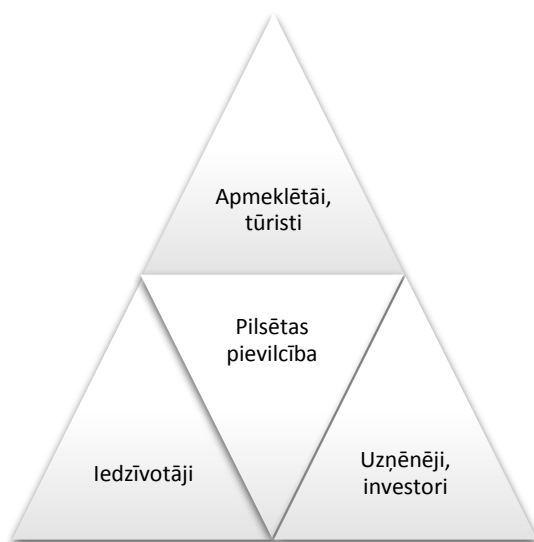 Apmeklētāi,
tūristi
Pilsētas
pievilcība
Iedzīvotāji
Uzņēnēji,
investori